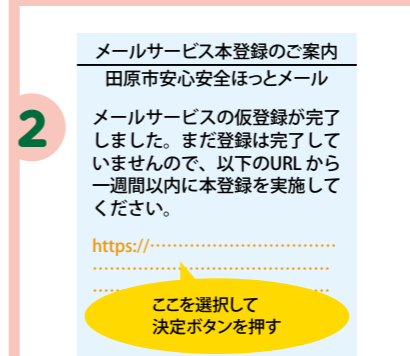 メールサービス本登録のご案内
田原市安心安全ほっとメール
2
メールサービスの仮登録が完了
しました。まだ登録は完了して
いませんので、以下のURL から
一週間以内に本登録を実施して
ください。
https://……………………………
……………………………………
……………………………………
ここを選択して
決定ボタンを押す